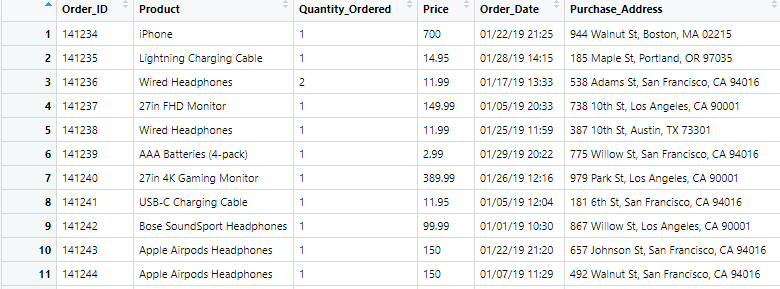 Order_ID Product Quantity_Ordered Price Order_Date Purchase_Address
1 141234 iPhone 1 700 01/22/19 21:25 944 Walnut St, Boston, MA 02215
2 141235 Lightning Charging Cable 1 14.95 01/28/19 14:15 185 Maple St, Portland, OR 97035
3 141236 Wired Headphones 2 11.99 01/17/19 13:33 538 Adams St, San Francisco, CA 94016
4 141237 27in FHD Monitor 1 149.99 01/05/19 20:33 738 10th St, Los Angeles, CA 90001
5 141238 Wired Headphones 1 11.99 01/25/19 11:59 387 10th St, Austin, TX 73301
6 141239 AAA Batteries (4-pack) 1 2.99 01/29/19 20:22 775 Willow St, San Francisco, CA 94016
7 141240 27in 4K Gaming Monitor 1 389.99 01/26/19 12:16 979 Park St, Los Angeles, CA 90001
8 141241 USB-C Charging Cable 1 11.95 01/05/19 12:04 181 6th St, San Francisco, CA 94016
9 141242 Bose SoundSport Headphones 1 99.99 01/01/19 10:30 867 Willow St, Los Angeles, CA 90001
10 141243 Apple Airpods Headphones 1 150 01/22/19 21:20 657 Johnson St, San Francisco, CA 94016
11 141244 Apple Airpods Headphones 1 150 01/07/19 11:29 492 Walnut St, San Francisco, CA 94016